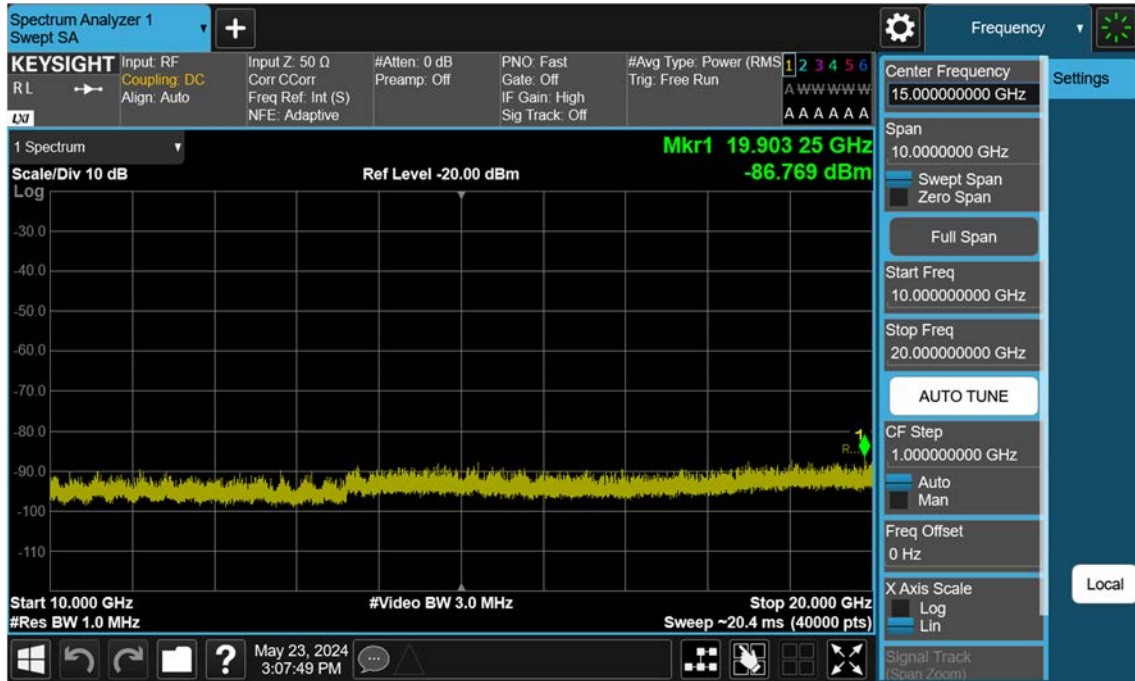 Spectrum Analyzer 1
Swept SA
Frequency
KEYSIGHT
R L
LXI
Input: RF
Coupling: DC
Align: Auto
Input Z: 50 Ω
Corr CCorr
Freq Ref: Int (S)
NFE: Adaptive
#Atten: 0 dB
Preamp: Off
PNO: Fast
Gate: Off
IF Gain: High
Sig Track: Off
#Avg Type: Power (RMS
Trig: Free Run
1 2 3 4 5 6
A W W W W W
A A A A A A
1 Spectrum
Mkr1 19.903 25 GHz
Scale/Div 10 dB
Ref Level -20.00 dBm
-86.769 dBm
Log
-30.0
-40.0
-50.0
-60.0
-70.0
-80.0
1
R...
-90.0
-100
-110
Start 10.000 GHz
#Video BW 3.0 MHz
Stop 20.000 GHz
#Res BW 1.0 MHz
Sweep ~20.4 ms (40000 pts)
?
May 23, 2024
3:07:49 PM
Center Frequency
15.000000000 GHz
Span
10.0000000 GHz
Swept Span
Zero Span
Full Span
Start Freq
10.000000000 GHz
Stop Freq
20.000000000 GHz
AUTO TUNE
CF Step
1.000000000 GHz
Auto
Man
Freq Offset
0 Hz
X Axis Scale
Log
Lin
Signal Track
(Span Zoom)
Settings
Local